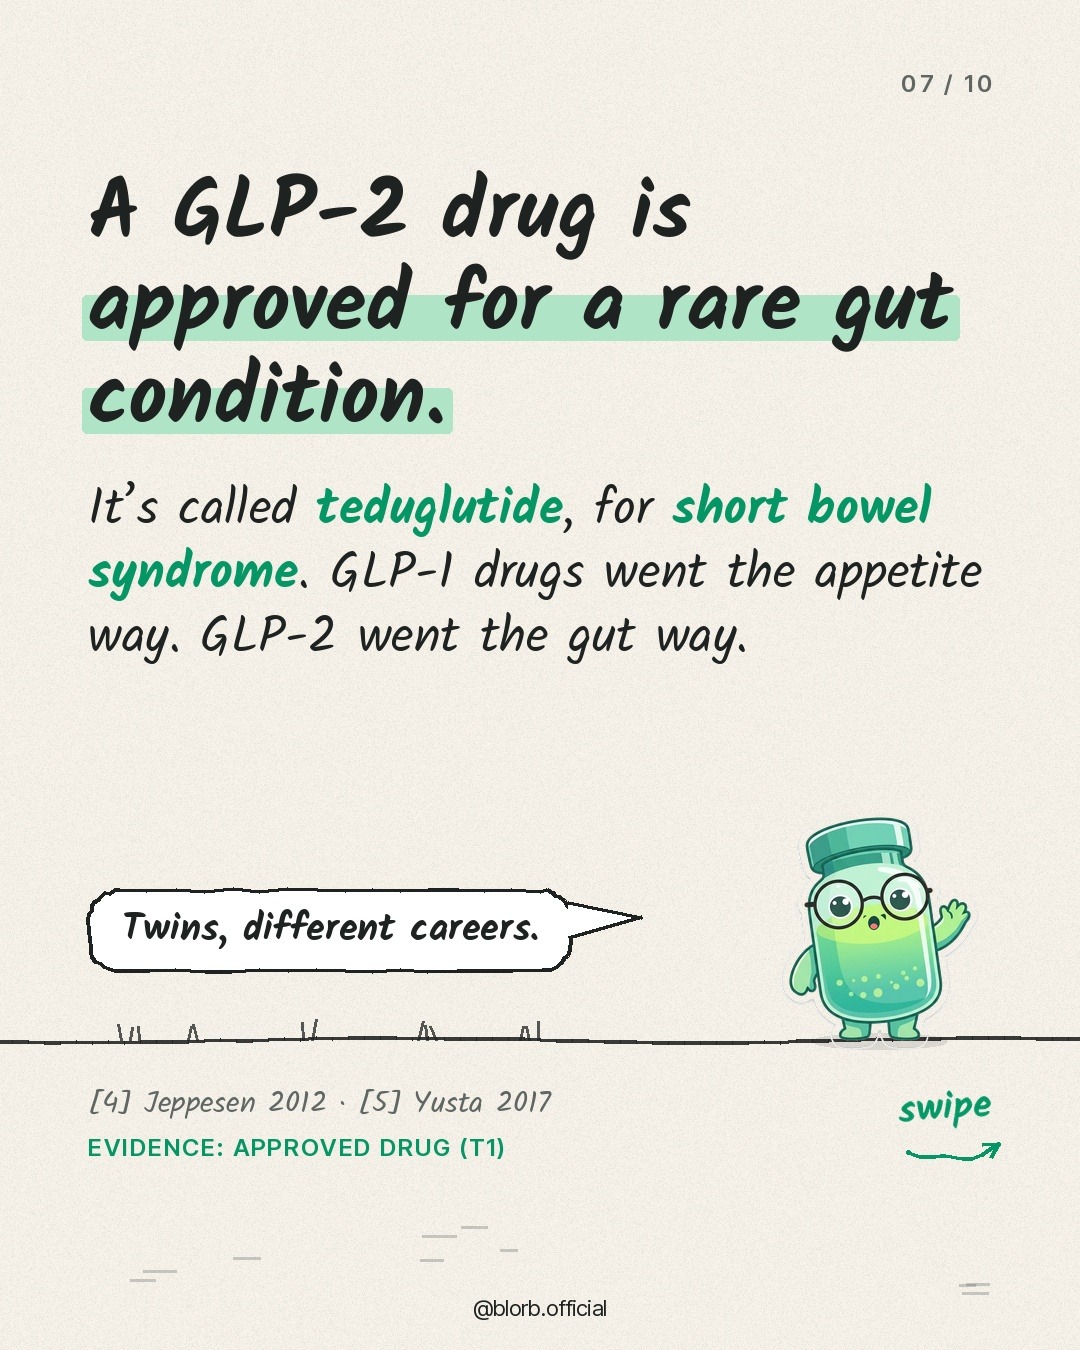 07 / 10
A GLP-2 drug is
approved for a rare gut
condition.
It’s called teduglutide, for short bowel
syndrome. GLP-1 drugs went the appetite
way. GLP-2 went the gut way.
Twins, different careers.
[4] Jeppesen 2012 · [5] Yusta 2017
EVIDENCE: APPROVED DRUG (T1)
swipe
@blorb.official